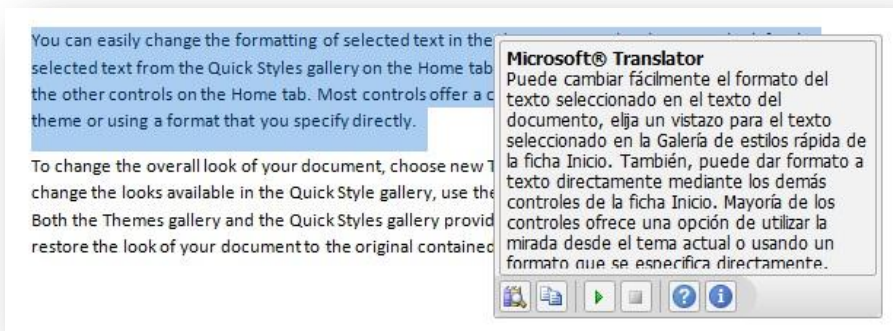 You can easily change the formatting of selected text in the
selected text from the Quick Styles gallery on the Home tab
the other controls on the Home tab. Most controls offer a
theme or using a format that you specify directly.
To change the overall look of your document, choose new
change the looks available in the Quick Style gallery, use the
Both the Themes gallery and the Quick Styles gallery
restore the look of your document to the original contained
Microsoft® Translator
Puede cambiar fácilmente el formato del
texto seleccionado en el texto del
documento, elija un vistazo para el texto
seleccionado en la Galería de estilos rápida de
la ficha Inicio. También, puede dar formato a
texto directamente mediante los demás
controles de la ficha Inicio. Mayoría de los
controles ofrece una opción de utilizar la
mirada desde el tema actual o usando un
formato que se especifica directamente.